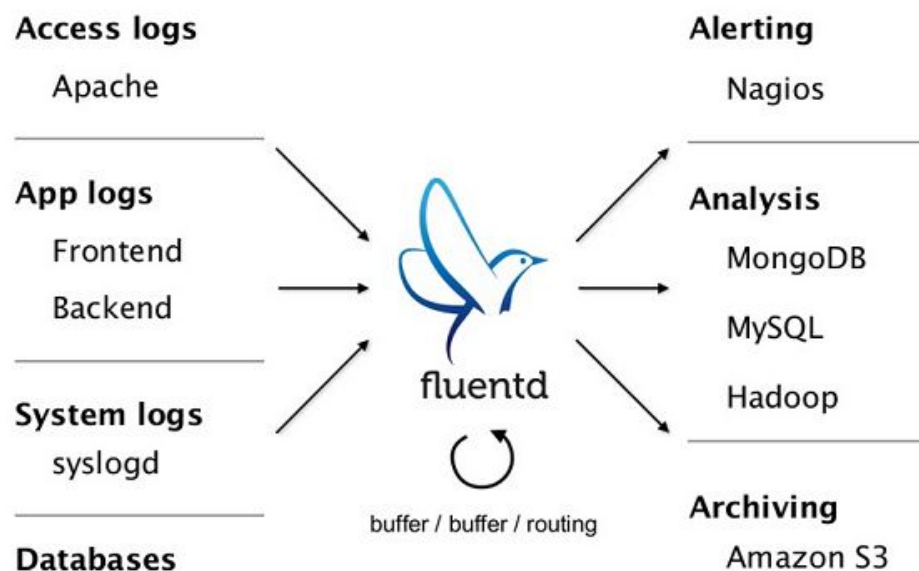 Access logs
Apache
App logs
Frontend
Backend
System logs
syslogd
Databases
fluentd
buffer / buffer / routing
Alerting
Nagios
Analysis
MongoDB
MySQL
Hadoop
Archiving
Amazon S3